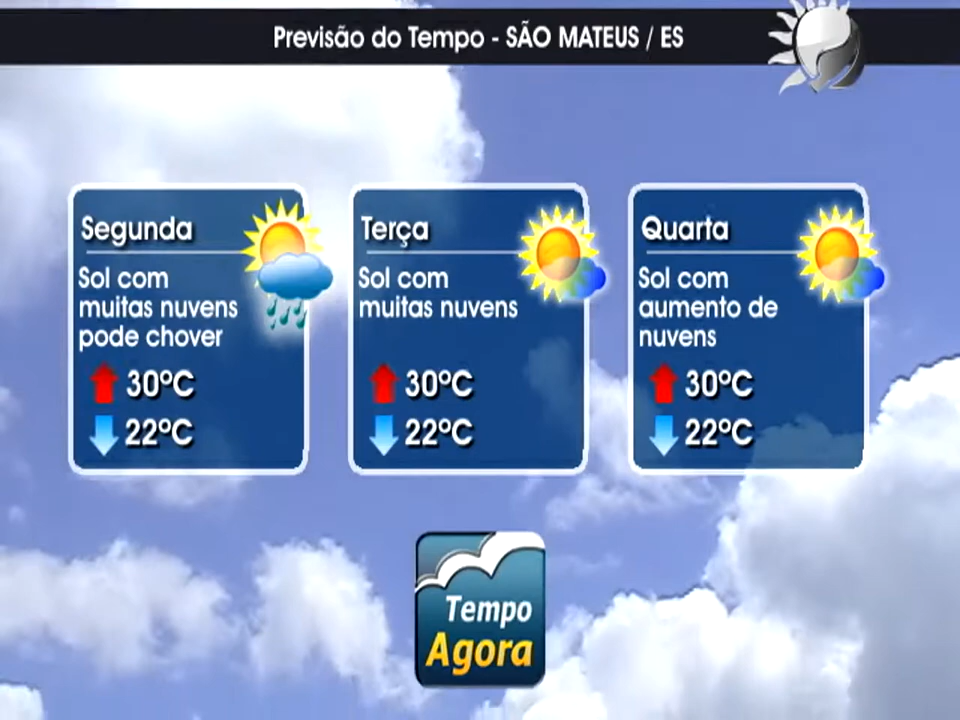 Previsão do Tempo - SÃO MATEUS / ES
Segunda
Sol com
muitas nuvens
pode chover
30ºC
22ºC
Terça
Sol com
muitas nuvens
30ºC
22ºC
Quarta
Sol com
aumento de
nuvens
30ºC
22ºC
Tempo
Agora